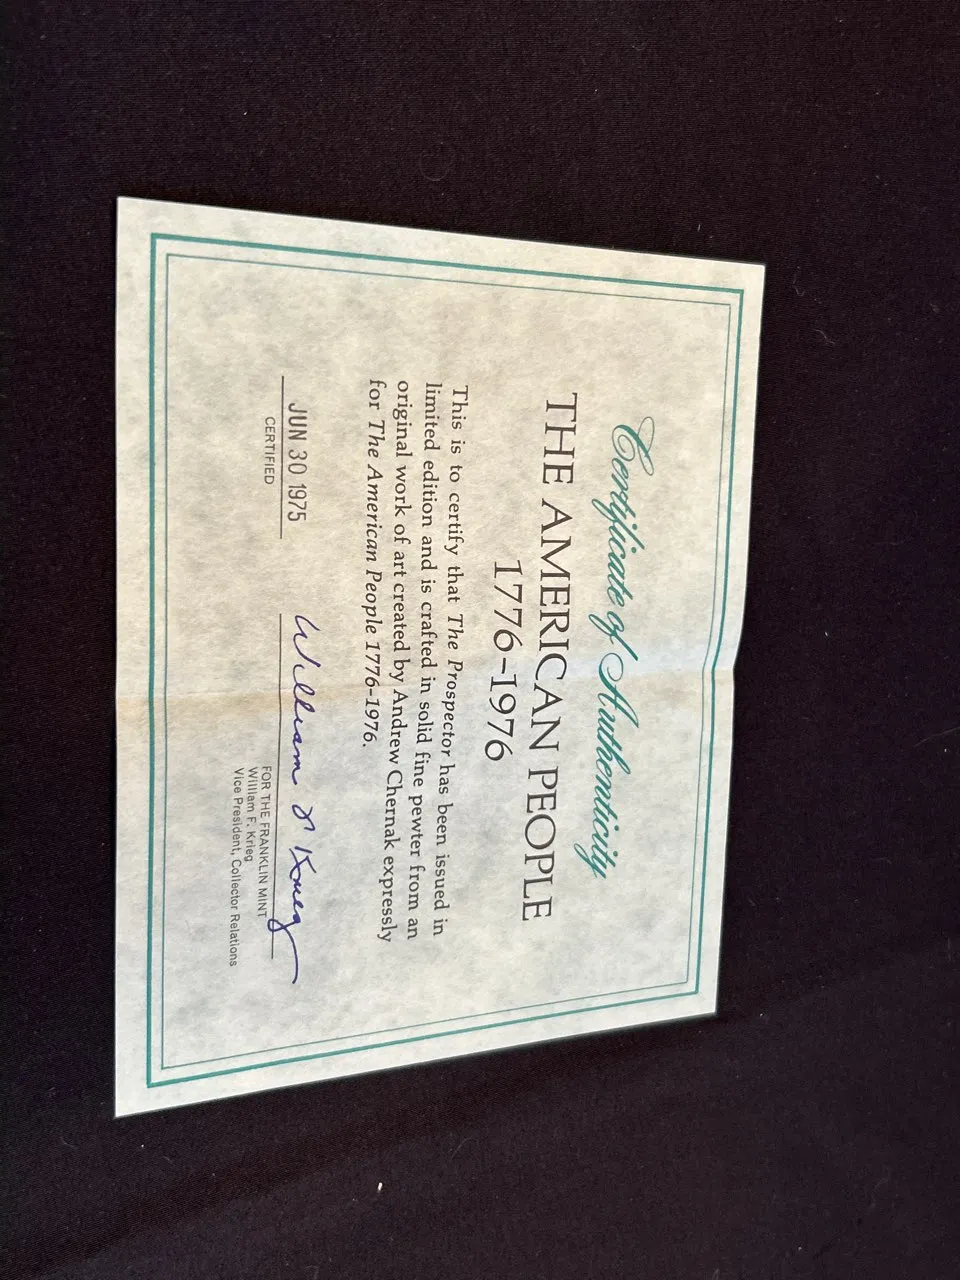 Certificate of Authenticity
THE AMERICAN PEOPLE
1776-1976
This is to certify that The Prospector has been issued in
limited edition and is crafted in solid fine pewter from an
original work of art created by Andrew Chernak expressly
for The American People 1776-1976.
JUN 30 1975
CERTIFIED
William F Krieg
FOR THE FRANKLIN MINT
William F. Krieg
Vice President, Collector Relations